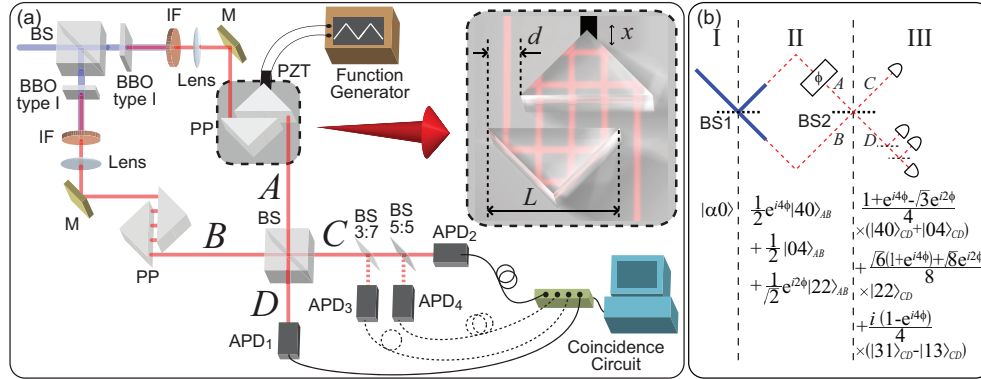 (a)
BS
IF
M
BBO
type I
Lens
BBO
type I
IF
Lens
M
PP
PZT
Function
Generator
PP
d
x
L
A
B
BS
C
D
BS
3:7
BS
5:5
APD2
APD3
APD4
APD1
Coincidence
Circuit
(b)
I
II
III
ϕ
A
C
BS1
BS2
B
D
|α0⟩
1/2 e^{i4ϕ}|40⟩_{AB}
+ 1/2 |04⟩_{AB}
+ 1/√2 e^{i2ϕ}|22⟩_{AB}
1+e^{i4ϕ}-√3e^{i2ϕ}
4
×(|40⟩_{CD}+|04⟩_{CD})
+ √6(1+e^{i4ϕ})+√8e^{i2ϕ}
8
×|22⟩_{CD}
+ i(1-e^{i4ϕ})
4
×(|31⟩_{CD}-|13⟩_{CD})